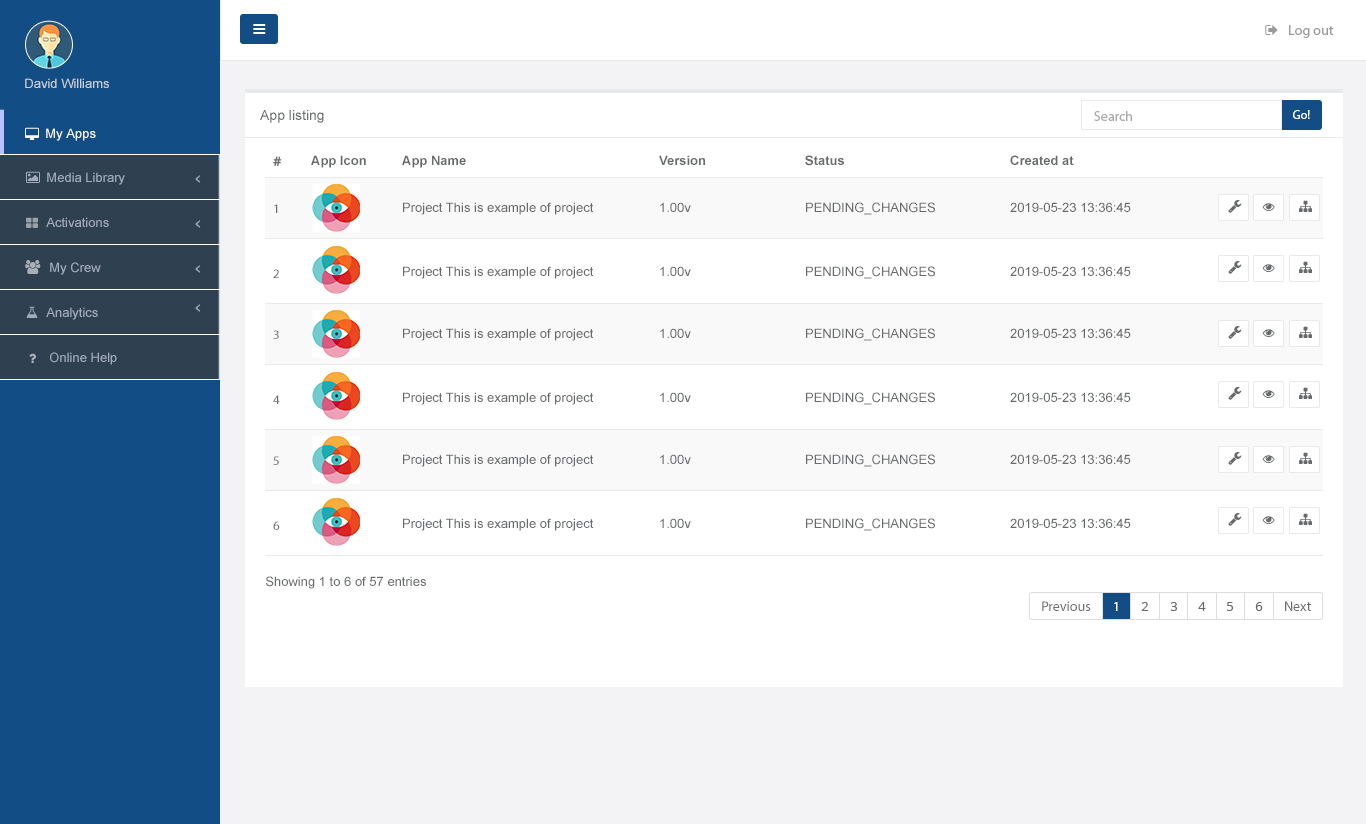 Log out
David Williams
My Apps
Media Library
Activations
My Crew
Analytics
? Online Help
App listing
Search
Go!
# App Icon App Name Version Status Created at
1 Project This is example of project 1.00v PENDING_CHANGES 2019-05-23 13:36:45
2 Project This is example of project 1.00v PENDING_CHANGES 2019-05-23 13:36:45
3 Project This is example of project 1.00v PENDING_CHANGES 2019-05-23 13:36:45
4 Project This is example of project 1.00v PENDING_CHANGES 2019-05-23 13:36:45
5 Project This is example of project 1.00v PENDING_CHANGES 2019-05-23 13:36:45
6 Project This is example of project 1.00v PENDING_CHANGES 2019-05-23 13:36:45
Showing 1 to 6 of 57 entries
Previous 1 2 3 4 5 6 Next